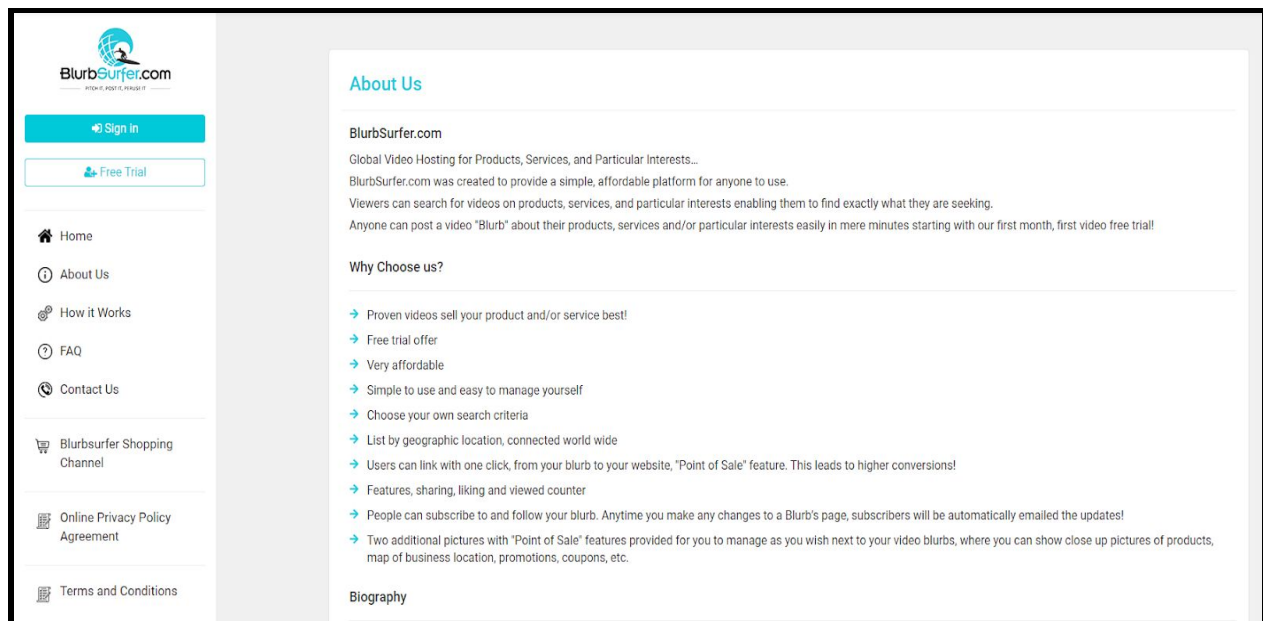 BlurbSurfer.com
PITCH IT, POST IT, PERUSE IT
Sign In
Free Trial
Home
About Us
How it Works
FAQ
Contact Us
Blurbsurfer Shopping
Channel
Online Privacy Policy
Agreement
Terms and Conditions
About Us
BlurbSurfer.com
Global Video Hosting for Products, Services, and Particular Interests...
BlurbSurfer.com was created to provide a simple, affordable platform for anyone to use.
Viewers can search for videos on products, services, and particular interests enabling them to find exactly what they are seeking.
Anyone can post a video "Blurb" about their products, services and/or particular interests easily in mere minutes starting with our first month, first video free trial!
Why Choose us?
Proven videos sell your product and/or service best!
Free trial offer
Very affordable
Simple to use and easy to manage yourself
Choose your own search criteria
List by geographic location, connected world wide
Users can link with one click, from your blurb to your website, "Point of Sale" feature. This leads to higher conversions!
Features, sharing, liking and viewed counter
People can subscribe to and follow your blurb. Anytime you make any changes to a Blurb's page, subscribers will be automatically emailed the updates!
Two additional pictures with "Point of Sale" features provided for you to manage as you wish next to your video blurbs, where you can show close up pictures of products,
map of business location, promotions, coupons, etc.
Biography